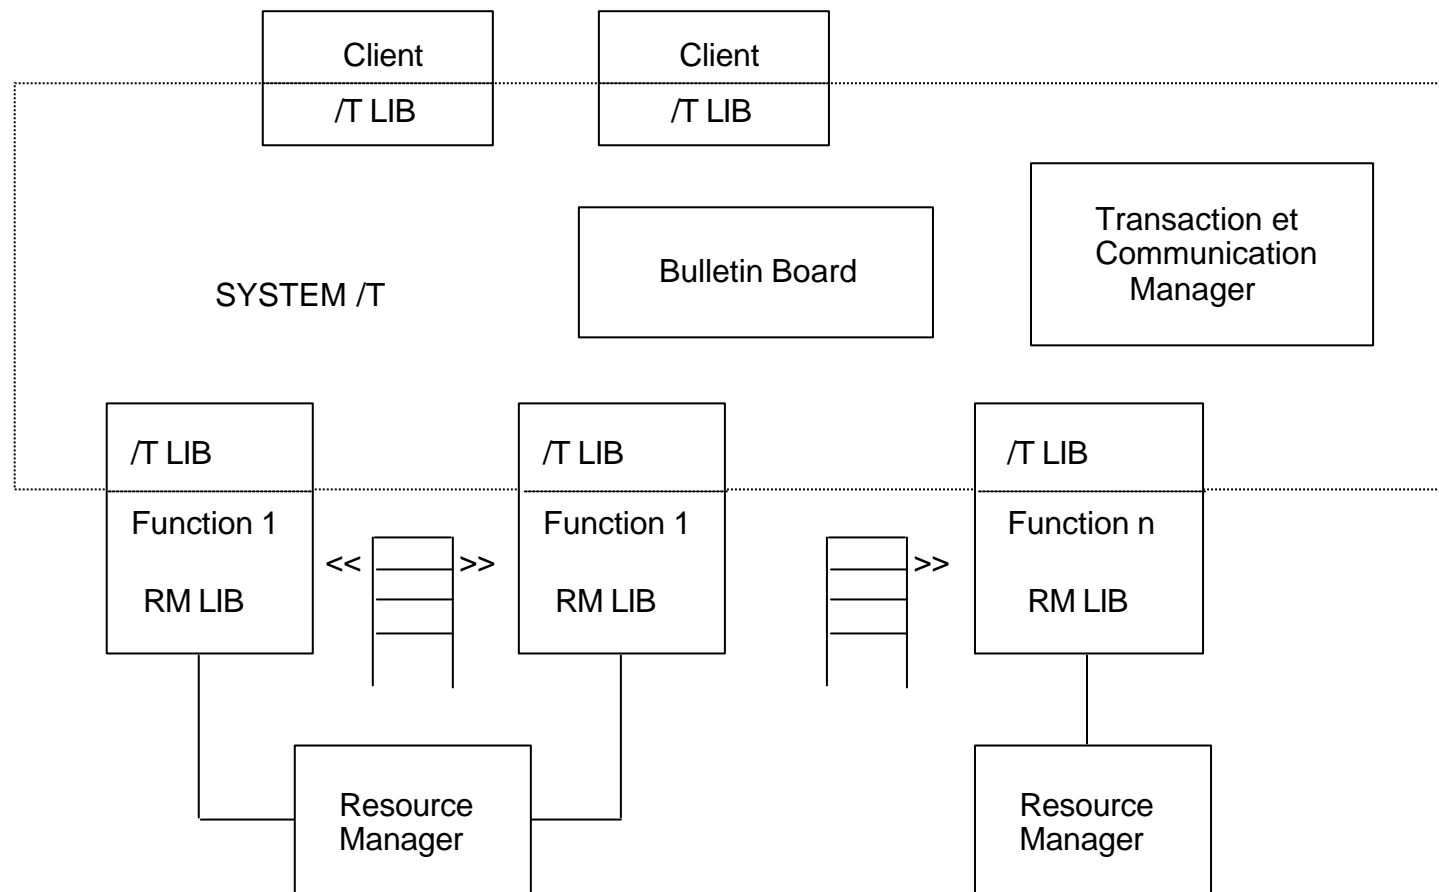 Client
/T LIB
Client
/T LIB
Transaction et
Communication
Manager
Bulletin Board
SYSTEM /T
/T LIB
Function 1
RM LIB
<< >>
/T LIB
Function 1
RM LIB
>>
/T LIB
Function n
RM LIB
Resource
Manager
Resource
Manager